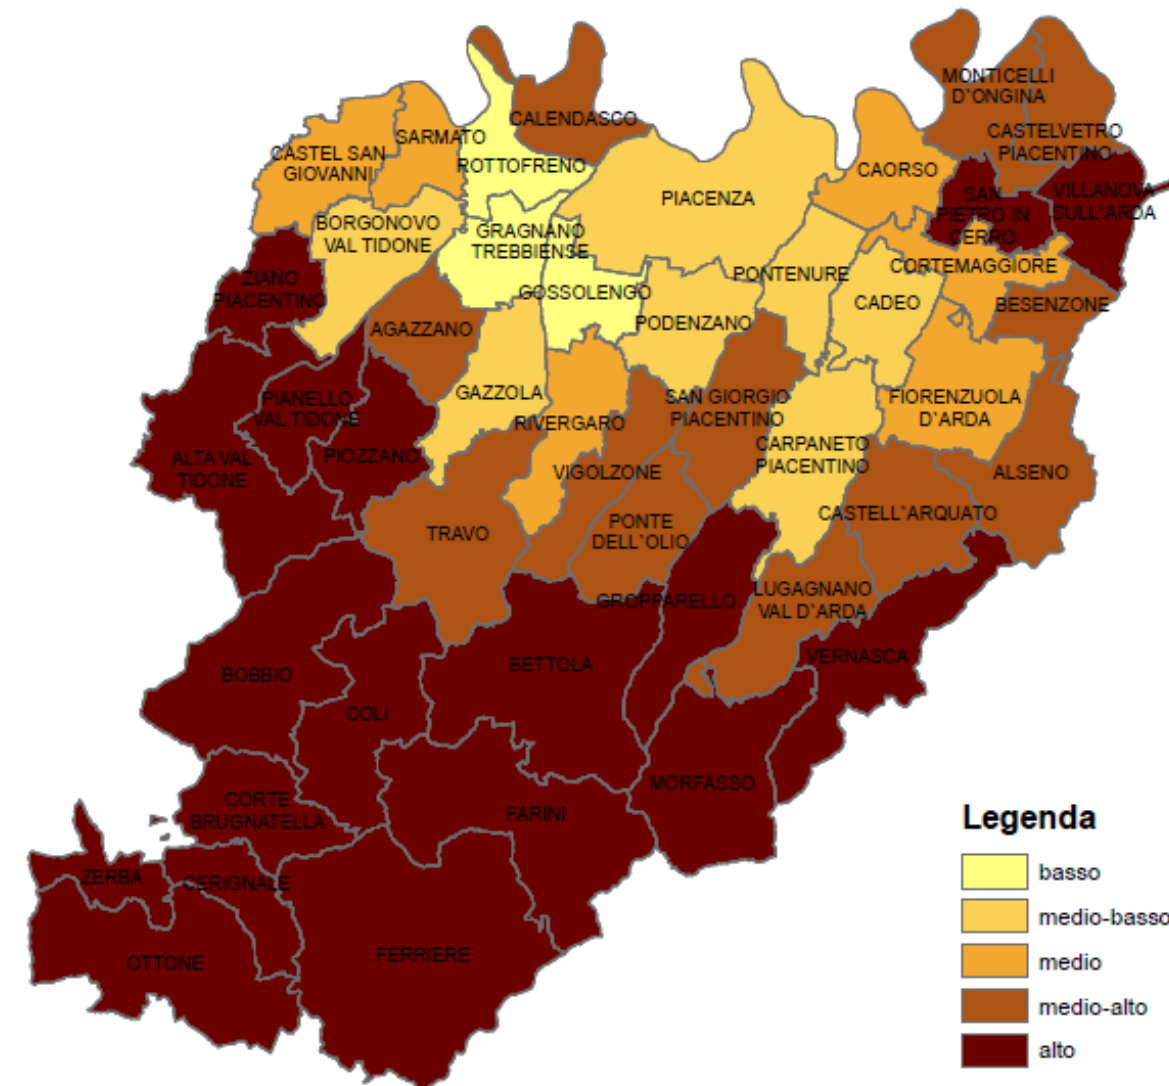 MONTICELLI
D`ONGINA
CALENDASCO
CASTELVETRO
PIACENTINO
SARMATO
CASTEL SAN
GIOVANNI
ROTTOFRENO
CAORSO
PIACENZA
SAN
PIETRO IN
CERRO
VILLANOVA
SULL`ARDA
BORGONOVO
VAL TIDONE
GRAGNANO
TREBBIENSE
CORTEMAGGIORE
PONTENURE
ZIANO
PIACENTINO
GOSSOLENGO
CADEO
BESENZONE
AGAZZANO
PODENZANO
GAZZOLA
PIANELLO
VAL TIDONE
SAN GIORGIO
PIACENTINO
FIORENZUOLA
D`ARDA
RIVERGARO
CARPANETO
PIACENTINO
ALTA VAL
TIDONE
PIOZZANO
VIGOLZONE
ALSENO
CASTELL`ARQUATO
TRAVO
PONTE
DELL`OLIO
LUGAGNANO
VAL D`ARDA
GROPPARELLO
VERNASCA
BETTOLA
BOBBIO
COLI
MORFASSO
CORTE
BRUGNATELLA
FARINI
ZERBA
CERIGNALE
OTTONE
FERRIERE
Legenda
basso
medio-basso
medio
medio-alto
alto